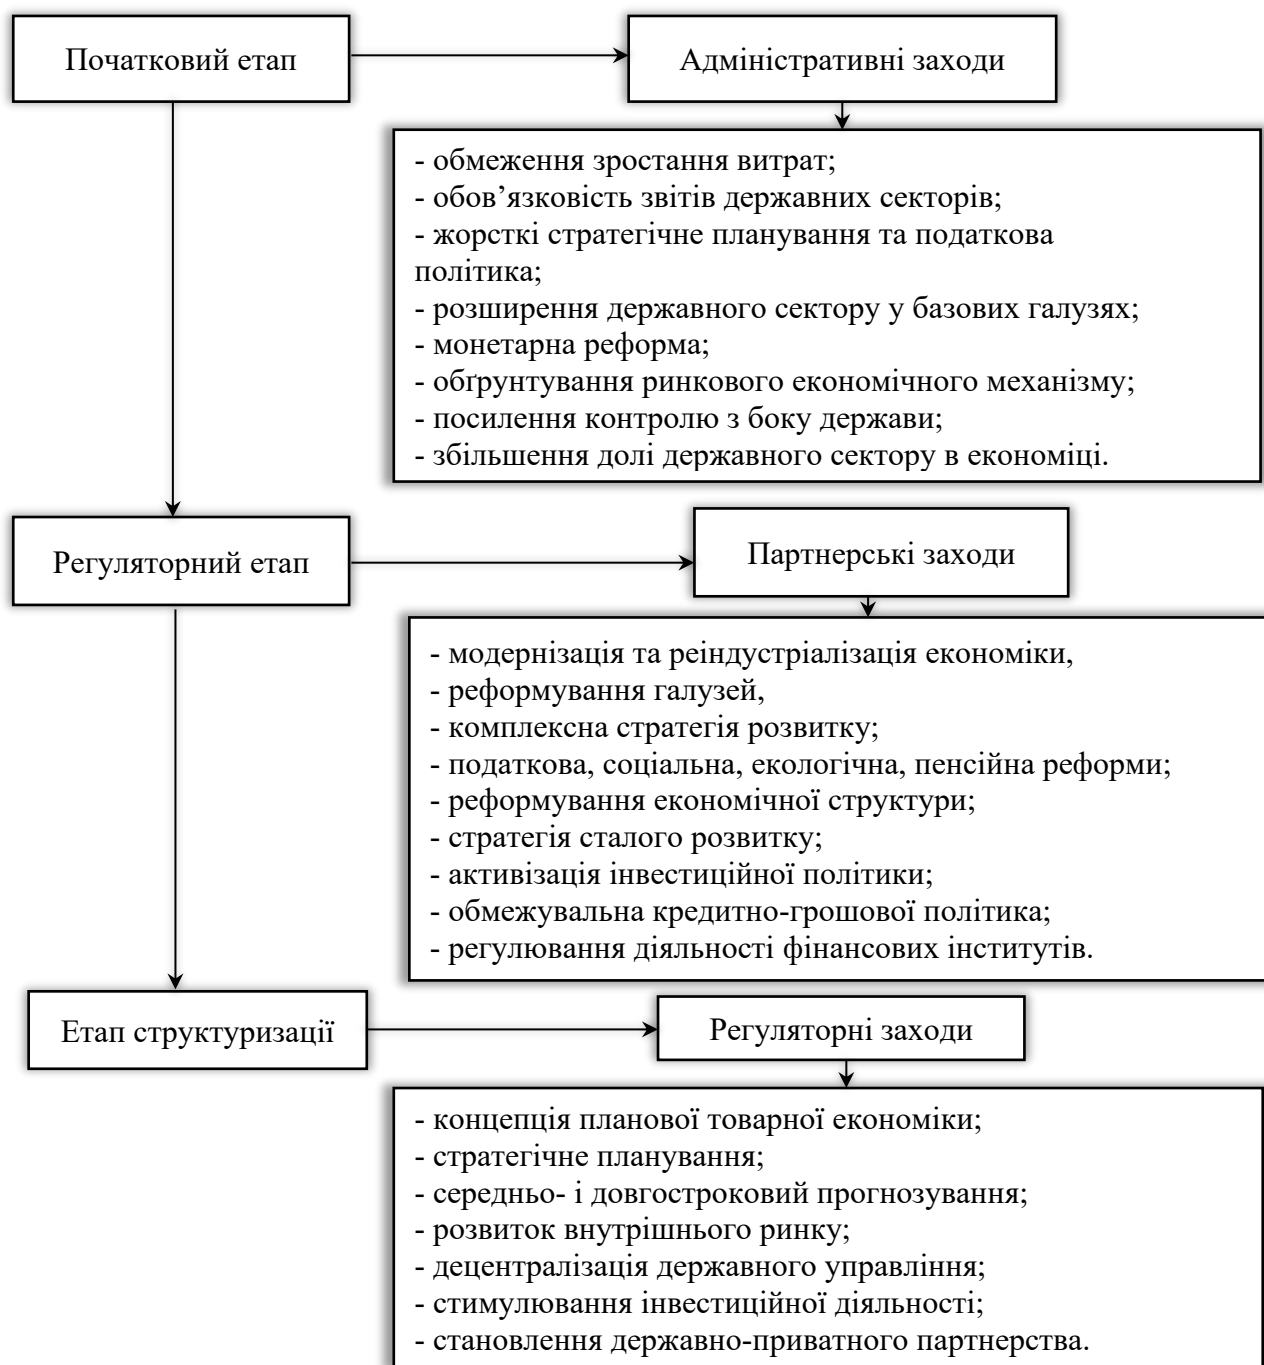 Початковий етап
Адміністративні заходи
- обмеження зростання витрат;
- обов’язковість звітів державних секторів;
- жорсткі стратегічне планування та податкова
політика;
- розширення державного сектору у базових галузях;
- монетарна реформа;
- обґрунтування ринкового економічного механізму;
- посилення контролю з боку держави;
- збільшення долі державного сектору в економіці.
Регуляторний етап
Партнерські заходи
- модернізація та реіндустріалізація економіки,
- реформування галузей,
- комплексна стратегія розвитку;
- податкова, соціальна, екологічна, пенсійна реформи;
- реформування економічної структури;
- стратегія сталого розвитку;
- активізація інвестиційної політики;
- обмежувальна кредитно-грошової політика;
- регулювання діяльності фінансових інститутів.
Етап структуризації
Регуляторні заходи
- концепція планової товарної економіки;
- стратегічне планування;
- середньо- і довгостроковий прогнозування;
- розвиток внутрішнього ринку;
- децентралізація державного управління;
- стимулювання інвестиційної діяльності;
- становлення державно-приватного партнерства.